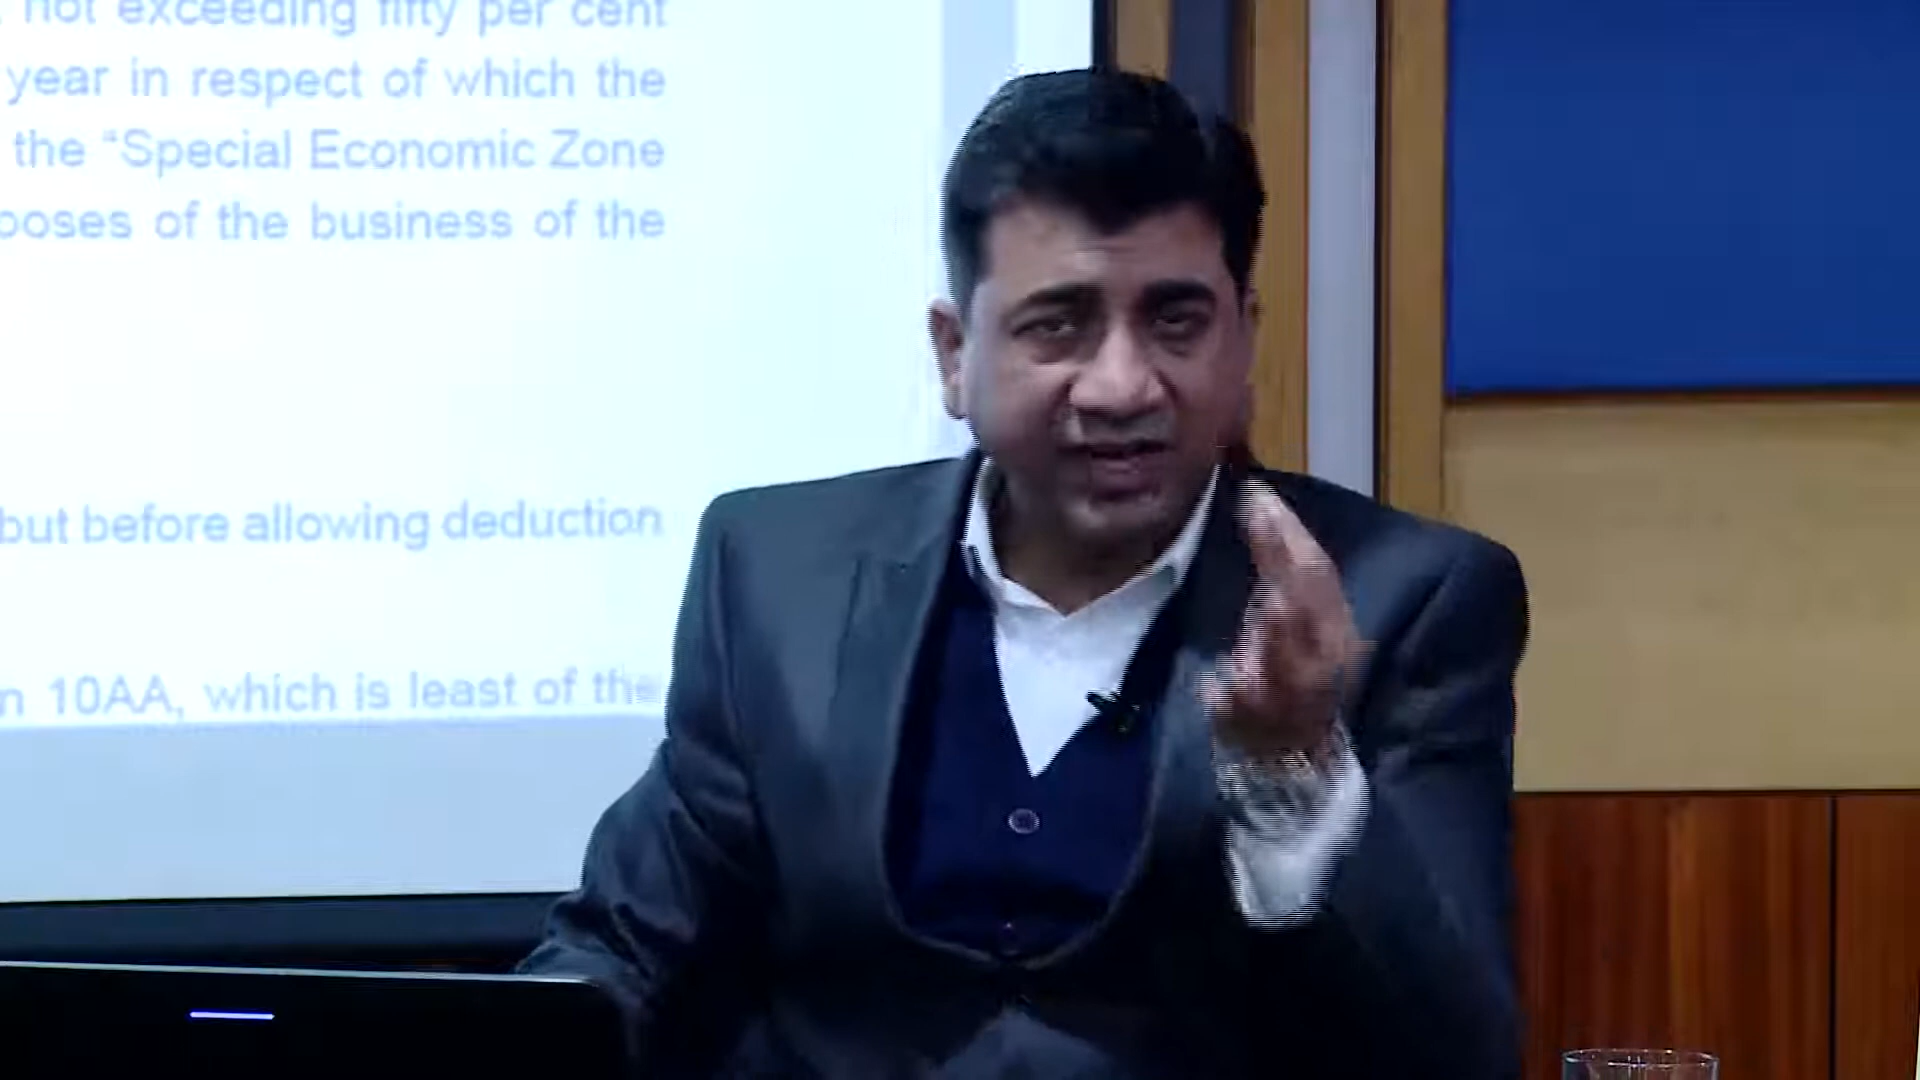 not exceeding fifty per cent
year in respect of which the
the “Special Economic Zone
poses of the business of the
but before allowing deduction
n 10AA, which is least of the